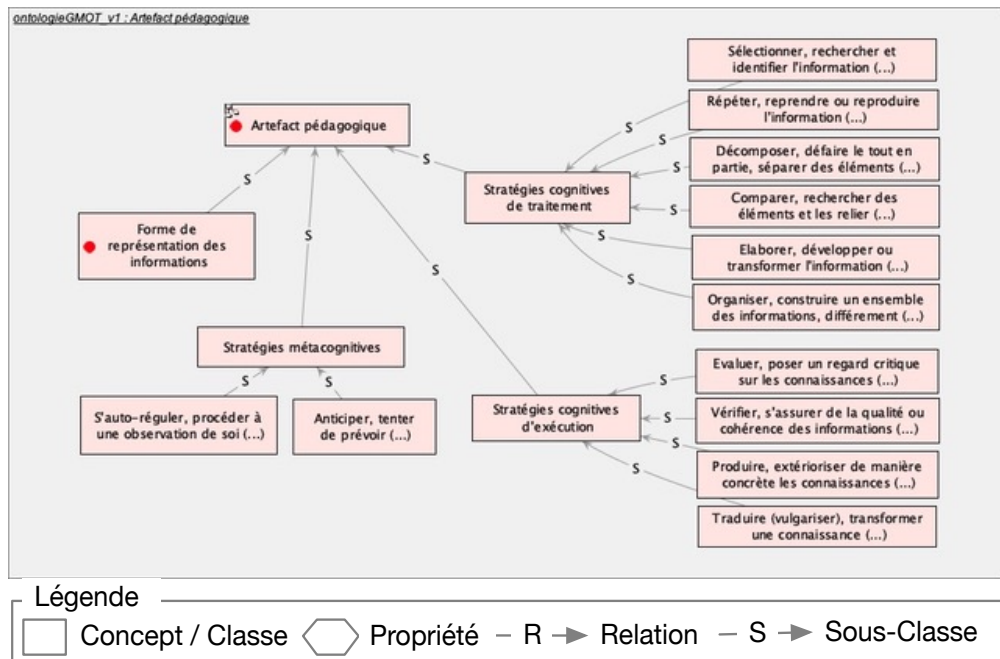 ontologieGMOT_v1 : Artefact pédagogique
Sélectionner, rechercher et
identifier l'information (...)
Répéter, reprendre ou reproduire
l'information (...)
Artefact pédagogique
S
S
Décomposer, défaire le tout en
partie, séparer des éléments (...)
S
S
Stratégies cognitives
de traitement
Comparer, rechercher des
éléments et les relier (...)
S
S
Forme de
représentation des
informations
S
S
Elaborer, développer ou
transformer l'information (...)
S
S
Organiser, construire un ensemble
des informations, différement (...)
Stratégies métacognitives
S
S
S'auto-réguler, procéder à
une observation de soi (...)
Anticiper, tenter
de prévoir (...)
Stratégies cognitives
d'exécution
S
Evaluer, poser un regard critique
sur les connaissances (...)
S
Vérifier, s'assurer de la qualité ou
cohérence des informations (...)
S
Produire, extérioriser de manière
concrète les connaissances (...)
S
Traduire (vulgariser), transformer
une connaissance (...)
Légende
Concept / Classe Propriété R Relation S Sous-Classe